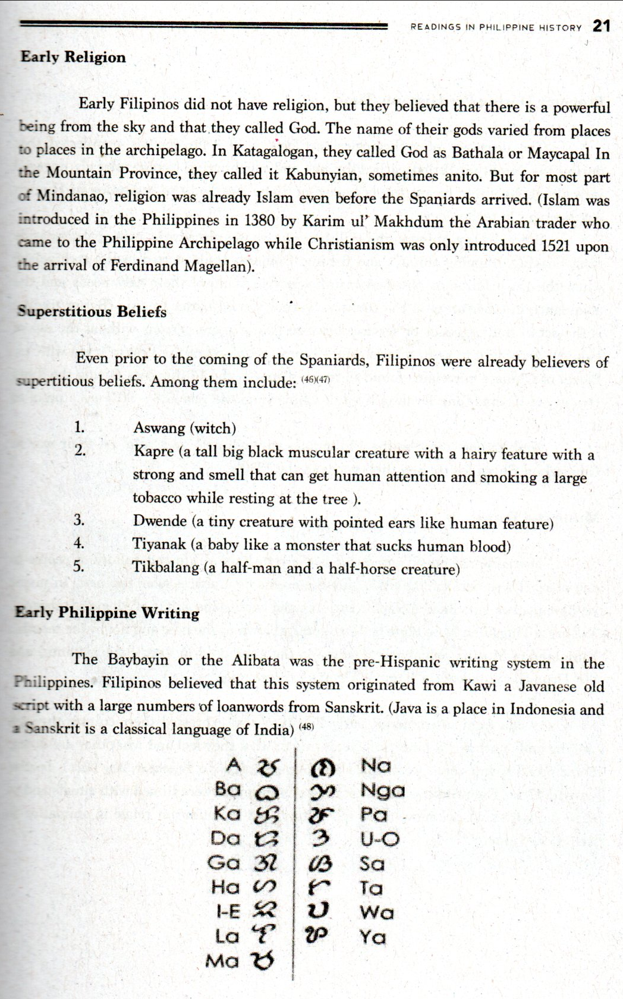 READINGS IN PHILIPPINE HISTORY 21
Early Religion
Early Filipinos did not have religion, but they believed that there is a powerful
being from the sky and that they called God. The name of their gods varied from places
to places in the archipelago. In Katagalogan, they called God as Bathala or Maycapal In
the Mountain Province, they called it Kabunyian, sometimes anito. But for most part
of Mindanao, religion was already Islam even before the Spaniards arrived. (Islam was
introduced in the Philippines in 1380 by Karim ul' Makhdum the Arabian trader who
came to the Philippine Archipelago while Christianism was only introduced 1521 upon
the arrival of Ferdinand Magellan).
Superstitious Beliefs
Even prior to the coming of the Spaniards, Filipinos were already believers of
supertitious beliefs. Among them include: (46)(47)
1. Aswang (witch)
2. Kapre (a tall big black muscular creature with a hairy feature with a
strong and smell that can get human attention and smoking a large
tobacco while resting at the tree ).
3. Dwende (a tiny creature with pointed ears like human feature)
4. Tiyanak (a baby like a monster that sucks human blood)
5. Tikbalang (a half-man and a half-horse creature)
Early Philippine Writing
The Baybayin or the Alibata was the pre-Hispanic writing system in the
Philippines. Filipinos believed that this system originated from Kawi a Javanese old
script with a large numbers of loanwords from Sanskrit. (Java is a place in Indonesia and
a Sanskrit is a classical language of India) (48)
A ᜀ ᜈ Na
Ba ᜊ ᜅ Nga
Ka ᜃ ᜉ Pa
Da ᜇ ᜂ U-O
Ga ᜄ ᜐ Sa
Ha ᜑ ᜆ Ta
I-E ᜁ ᜏ Wa
La ᜎ ᜌ Ya
Ma ᜋ